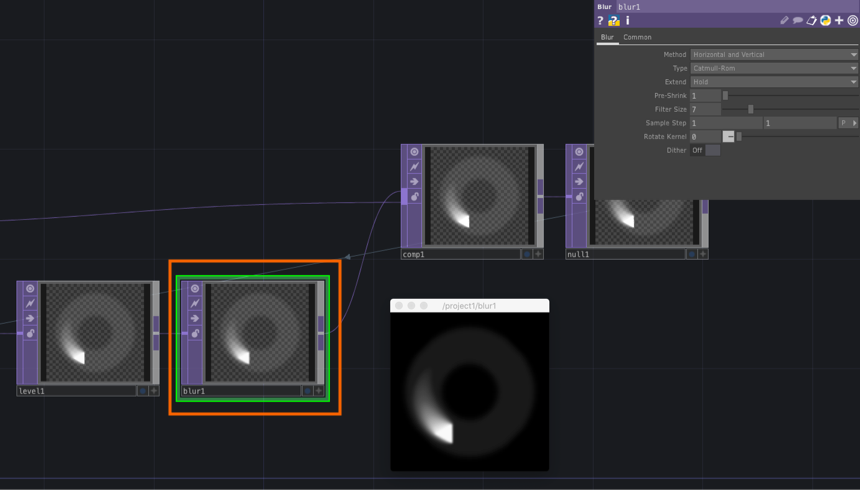 Blur blur1
? ? i
Blur Common
Method Horizontal and Vertical
Type Catmull-Rom
Extend Hold
Pre-Shrink 1
Filter Size 7
Sample Step 1 1 P
Rotate Kernel 0
Dither Off
comp1
null1
/project1/blur1
level1
blur1